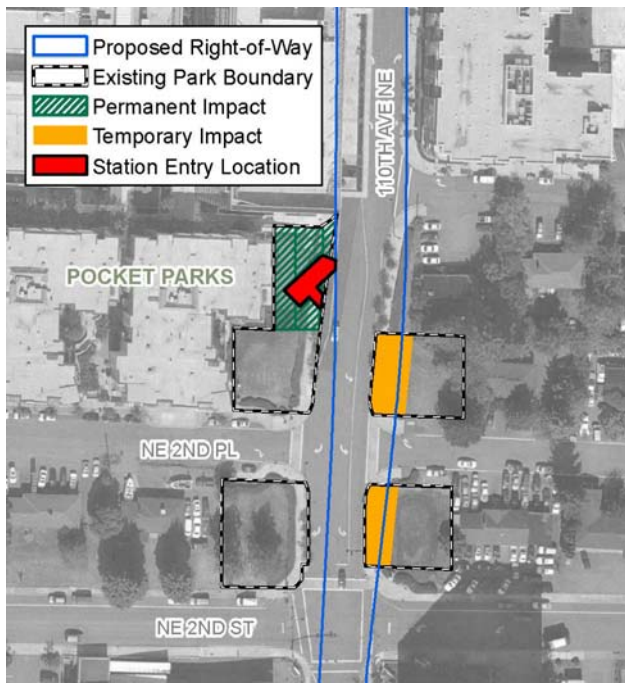 Proposed Right-of-Way
Existing Park Boundary
Permanent Impact
Temporary Impact
Station Entry Location
110TH AVE NE
POCKET PARKS
NE 2ND PL
NE 2ND ST